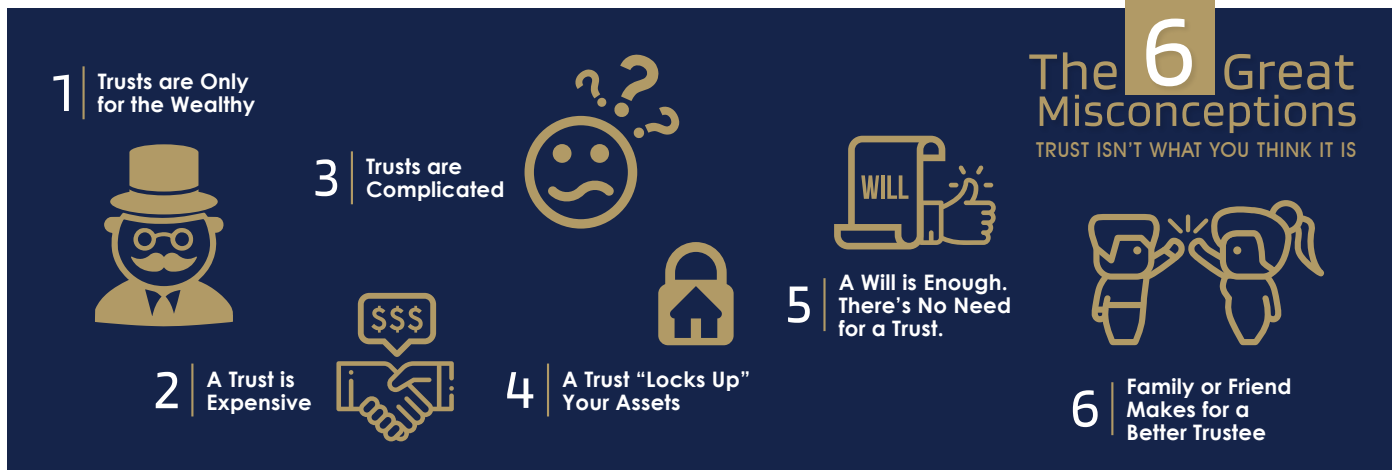 The 6 Great
Misconceptions
TRUST ISN'T WHAT YOU THINK IT IS
1
Trusts are Only
for the Wealthy
2
A Trust is
Expensive
$$$
3
Trusts are
Complicated
???
4
A Trust “Locks Up”
Your Assets
WILL
5
A Will is Enough.
There’s No Need
for a Trust.
6
Family or Friend
Makes for a
Better Trustee